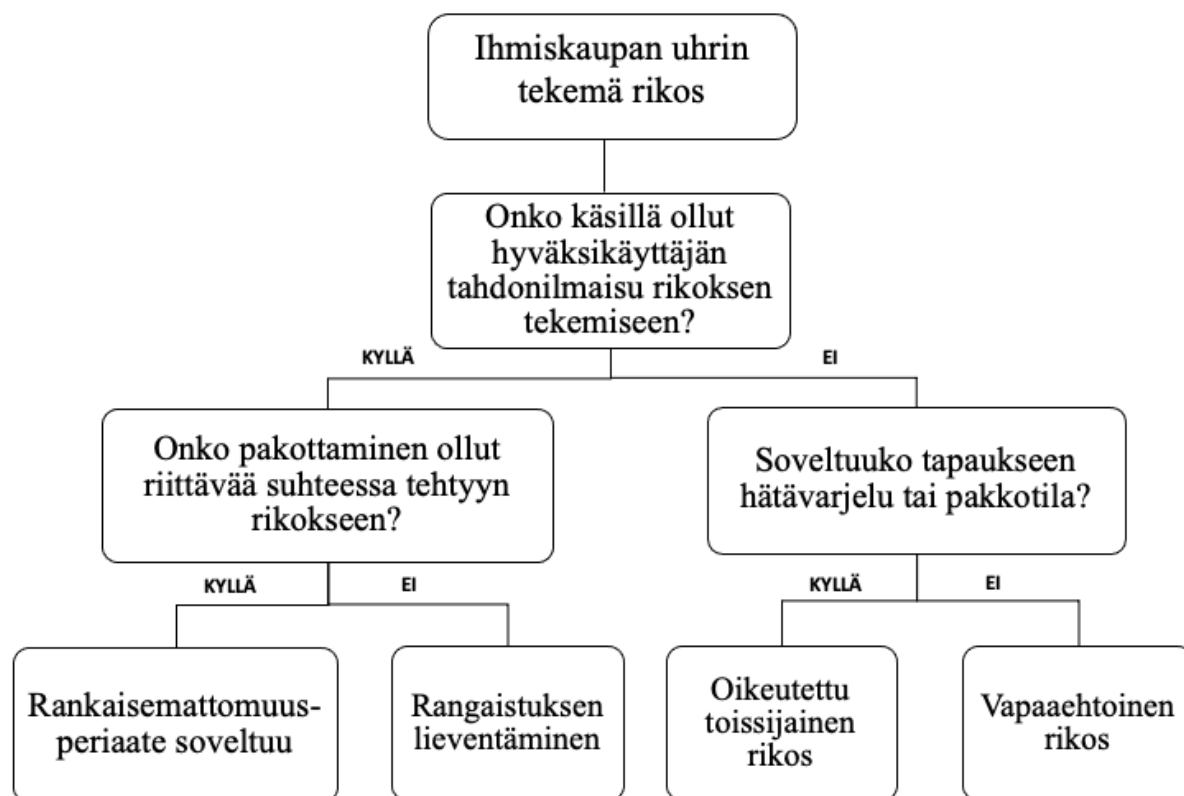 Ihmiskaupan uhrin
tekemä rikos
Onko käsillä ollut
hyväksikäyttäjän
tahdonilmaisu rikoksen
tekemiseen?
KYLLÄ
EI
Onko pakottaminen ollut
riittävää suhteessa tehtyyn
rikokseen?
Soveltuuko tapaukseen
hätävarjelu tai pakkotila?
KYLLÄ
EI
KYLLÄ
EI
Rankaisemattomuus-
periaate soveltuu
Rangaistuksen
lieventäminen
Oikeutettu
toissijainen
rikos
Vapaaehtoinen
rikos